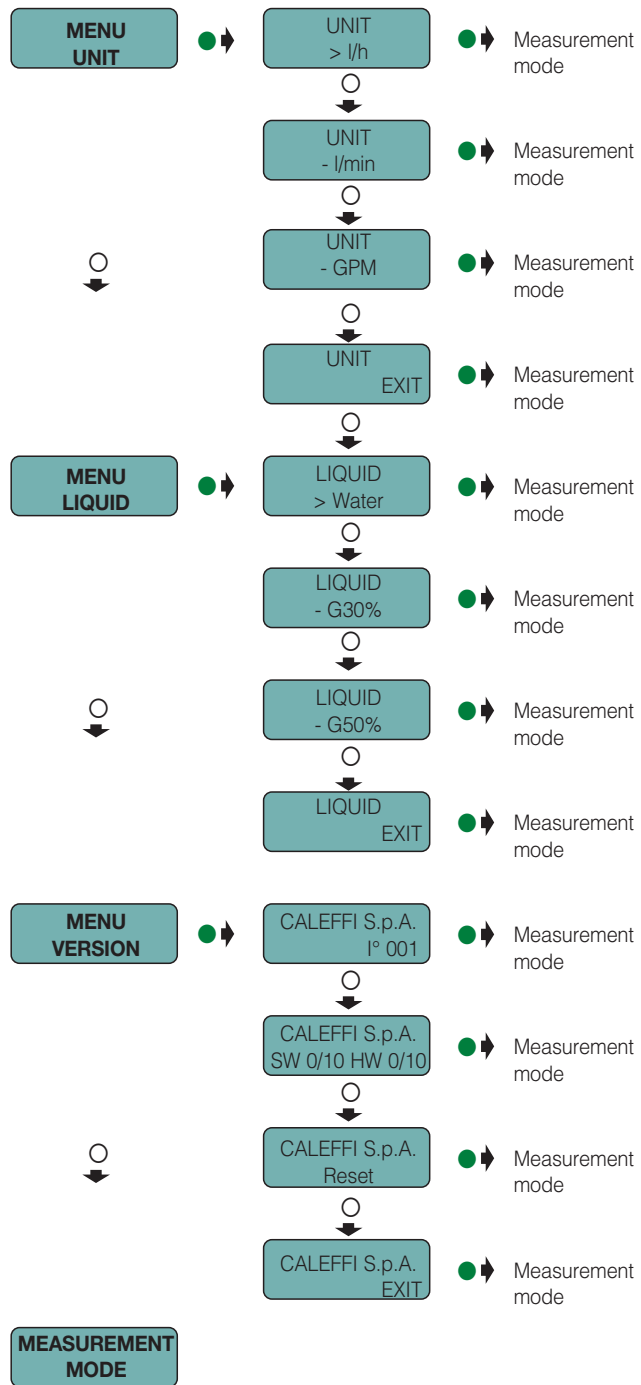 MENU
UNIT
UNIT
> l/h
Measurement
mode
UNIT
- l/min
Measurement
mode
UNIT
- GPM
Measurement
mode
UNIT
EXIT
Measurement
mode
MENU
LIQUID
LIQUID
> Water
Measurement
mode
LIQUID
- G30%
Measurement
mode
LIQUID
- G50%
Measurement
mode
LIQUID
EXIT
Measurement
mode
MENU
VERSION
CALEFFI S.p.A.
I° 001
Measurement
mode
CALEFFI S.p.A.
SW 0/10 HW 0/10
Measurement
mode
CALEFFI S.p.A.
Reset
Measurement
mode
CALEFFI S.p.A.
EXIT
Measurement
mode
MEASUREMENT
MODE